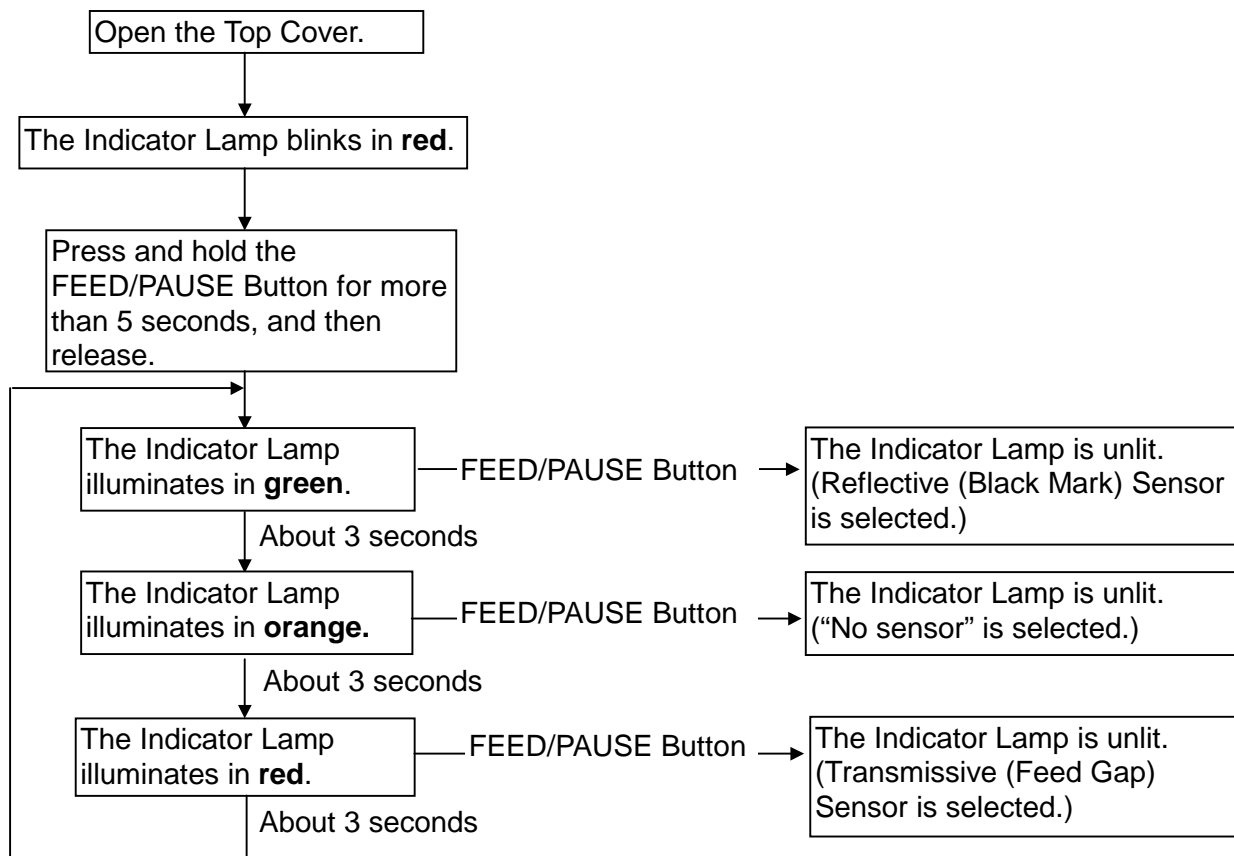 Open the Top Cover.
The Indicator Lamp blinks in red.
Press and hold the
FEED/PAUSE Button for more
than 5 seconds, and then
release.
The Indicator Lamp
illuminates in green.
FEED/PAUSE Button
The Indicator Lamp is unlit.
(Reflective (Black Mark) Sensor
is selected.)
About 3 seconds
The Indicator Lamp
illuminates in orange.
FEED/PAUSE Button
The Indicator Lamp is unlit.
(“No sensor” is selected.)
About 3 seconds
The Indicator Lamp
illuminates in red.
FEED/PAUSE Button
The Indicator Lamp is unlit.
(Transmissive (Feed Gap)
Sensor is selected.)
About 3 seconds